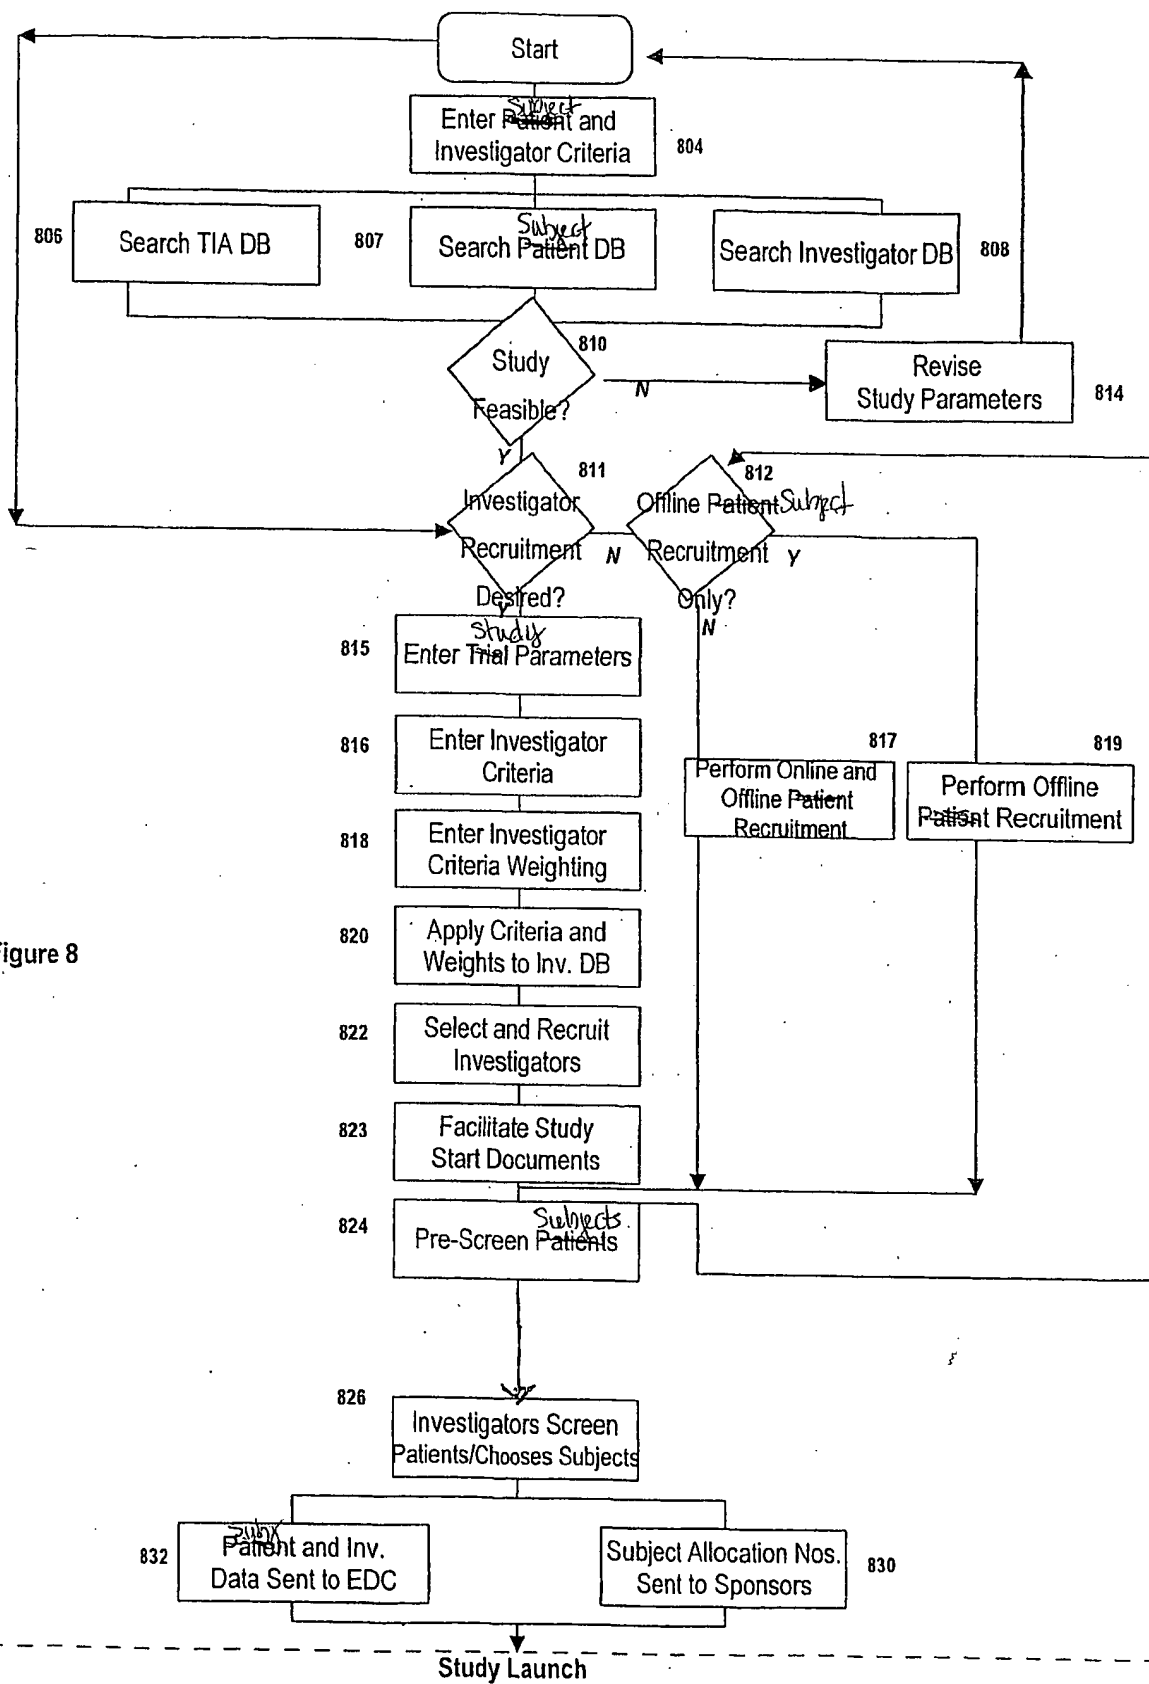 Start
Subject
Enter Patient and
Investigator Criteria
804
806
Search TIA DB
807
Subject
Search Patient DB
Search Investigator DB
808
Study
Feasible?
810
N
Revise
Study Parameters
814
Y
811
Investigator
Recruitment
Desired?
N
812
Offline Patient Subject
Recruitment
Only?
Y
N
Y
815
Study
Enter Trial Parameters
816
Enter Investigator
Criteria
817
Perform Online and
Offline Patient
Recruitment
819
Perform Offline
Patient Recruitment
818
Enter Investigator
Criteria Weighting
820
Apply Criteria and
Weights to Inv. DB
igure 8
822
Select and Recruit
Investigators
823
Facilitate Study
Start Documents
824
Subjects.
Pre-Screen Patients
826
Investigators Screen
Patients/Chooses Subjects
832
Subj
Patient and Inv.
Data Sent to EDC
Subject Allocation Nos.
Sent to Sponsors
830
Study Launch